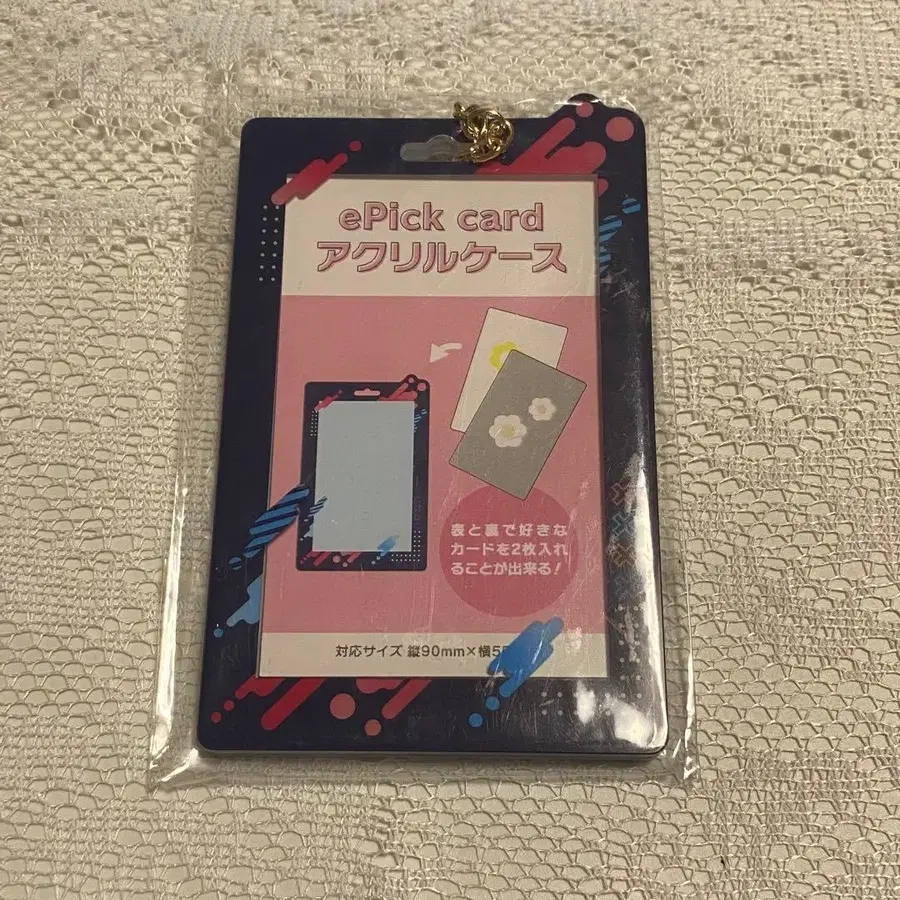 ePick card
アクリルケース
表と裏で好きな
カードを2枚入れ
ることが出来る!
対応サイズ 縦90mm×横5